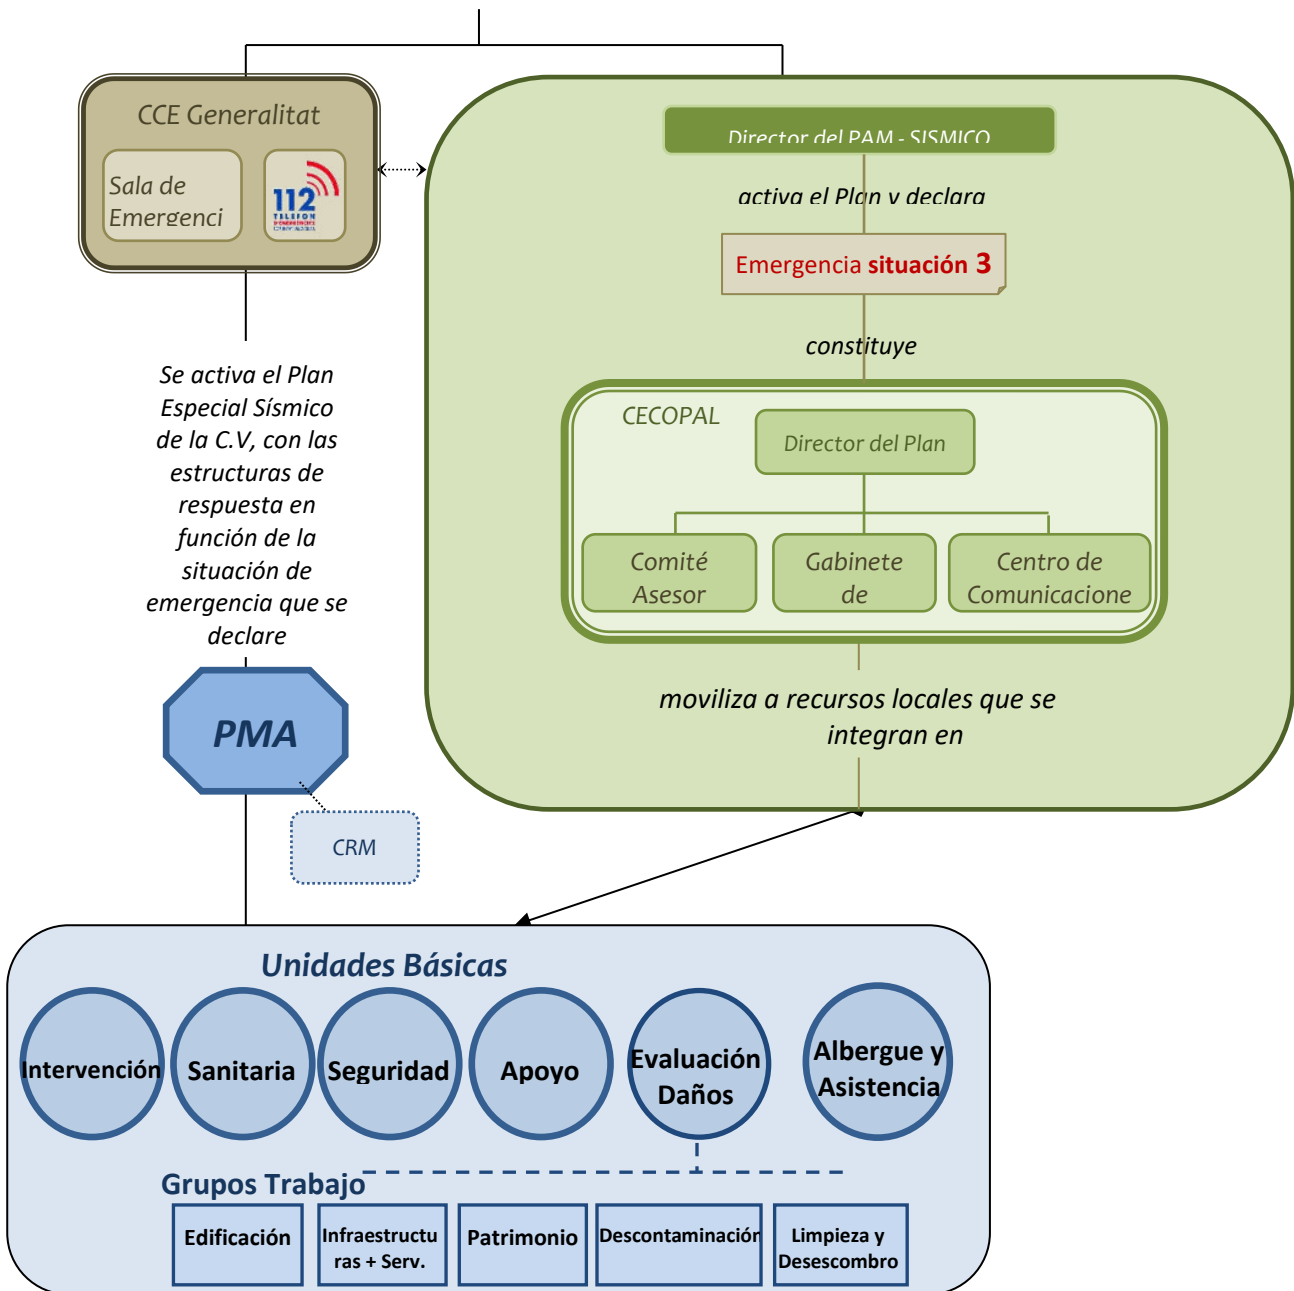 CCE Generalitat
Sala de
Emergenci
112
TELEFON
Director del PAM - SISMICO
activa el Plan y declara
Emergencia situación 3
constituye
CECOPAL
Director del Plan
Comité
Asesor
Gabinete
de
Centro de
Comunicacione
moviliza a recursos locales que se
integran en
Se activa el Plan
Especial Sísmico
de la C.V, con las
estructuras de
respuesta en
función de la
situación de
emergencia que se
declare
PMA
CRM
Unidades Básicas
Intervención
Sanitaria
Seguridad
Apoyo
Evaluación
Daños
Albergue y
Asistencia
Grupos Trabajo
Edificación
Infraestructu
ras + Serv.
Patrimonio
Descontaminación
Limpieza y
Desescombro